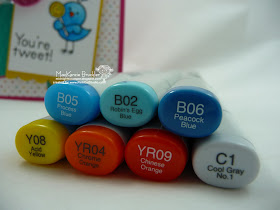 You're
tweet!
B05
Process
Blue
B02
Robin's-Egg
Blue
B06
Peacock
Blue
Y08
Acid
Yellow
YR04
Chrome
Orange
YR09
Chinese
Orange
C1
Cool Gray
No.1